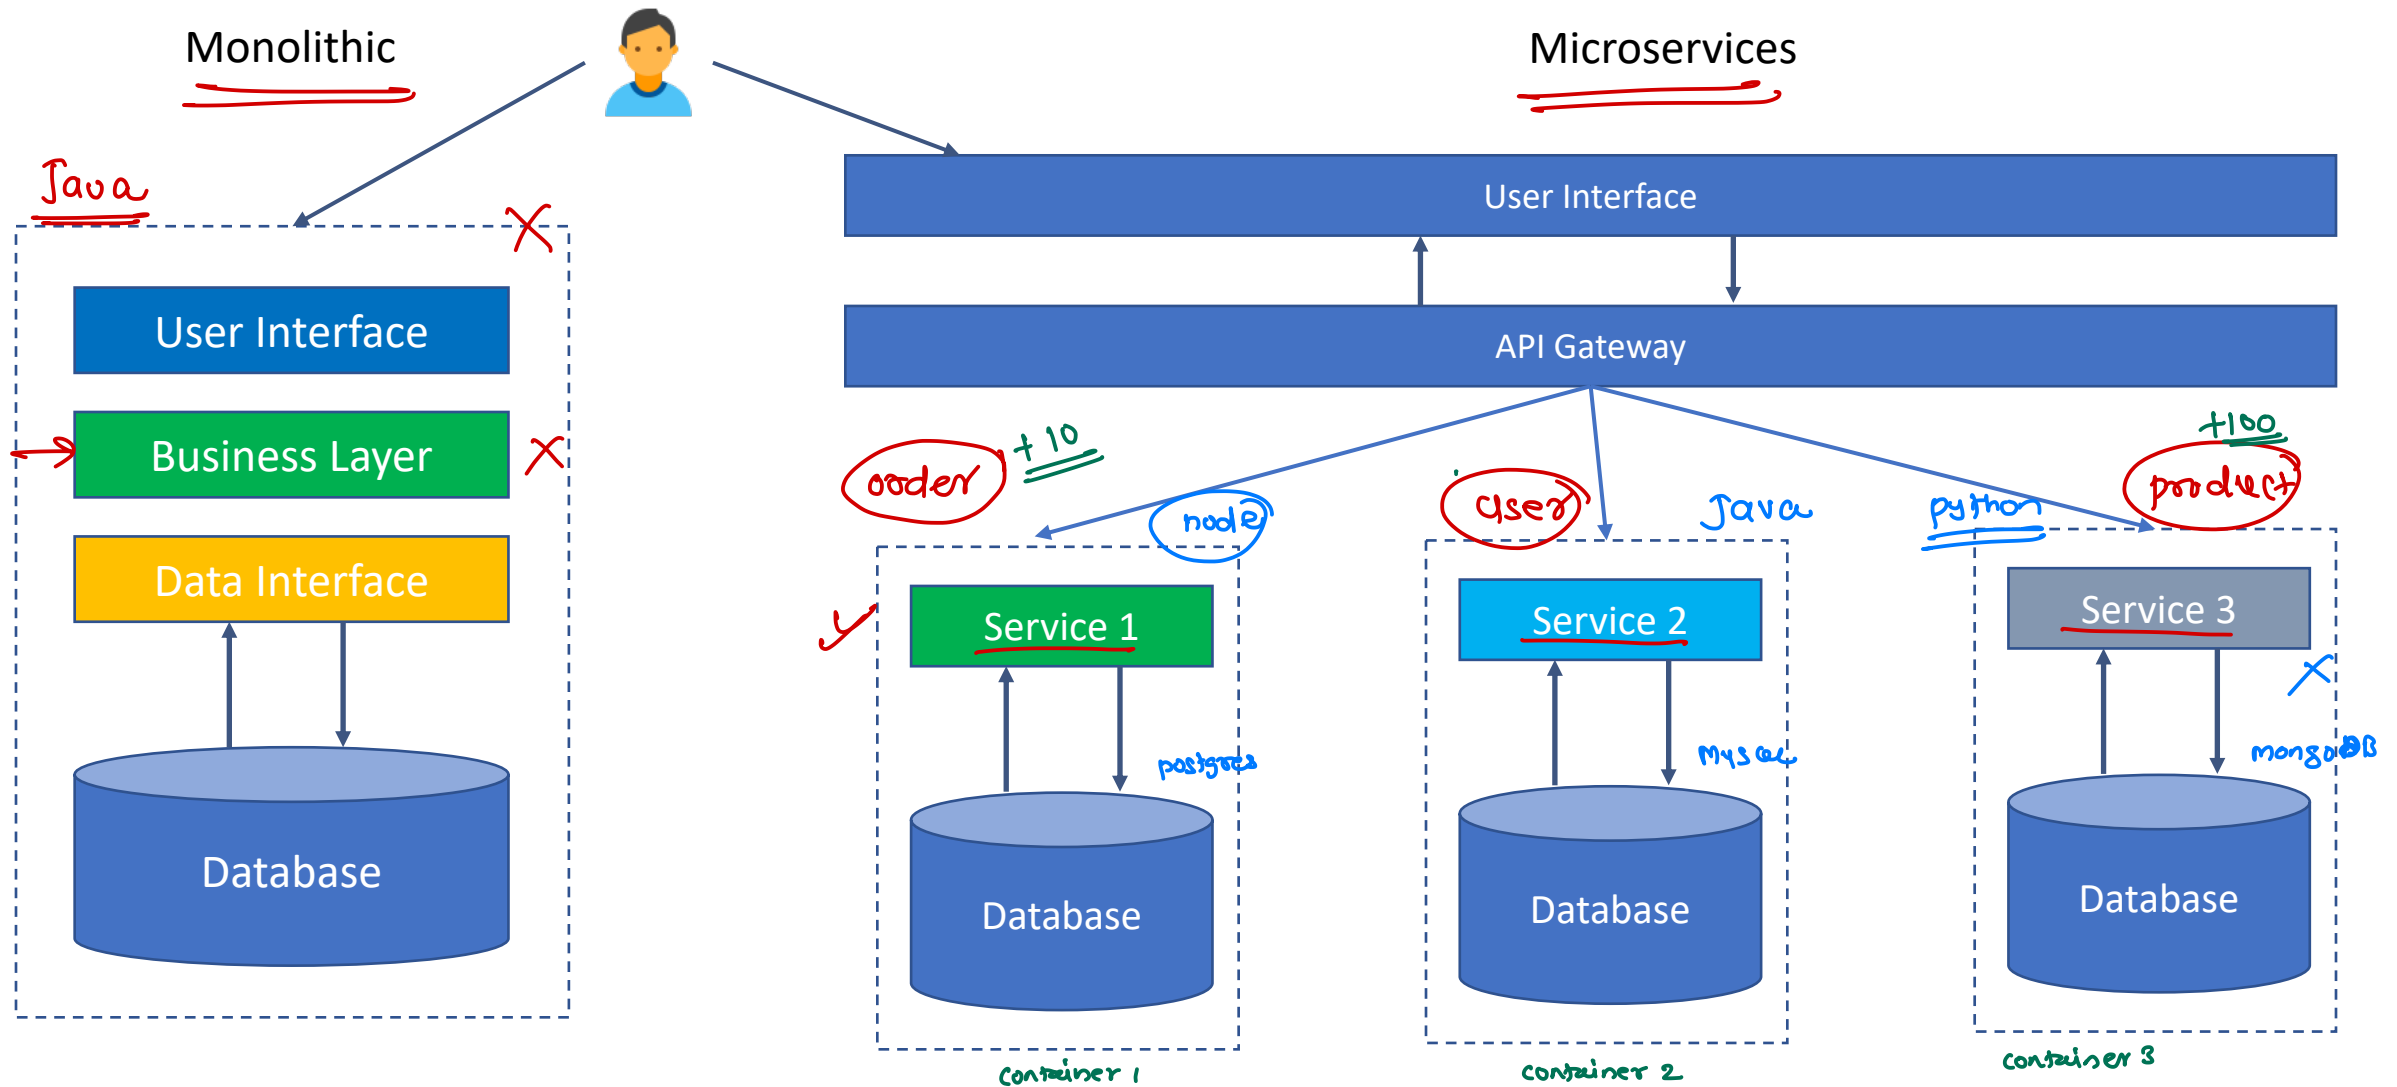 Monolithic
Microservices
Java
User Interface
Business Layer
Data Interface
Database
User Interface
API Gateway
order
+10
node
user
Java
python
+100
product
Service 1
Service 2
Service 3
postgres
Mysql
mongoDB
Database
Database
Database
container 1
container 2
container 3